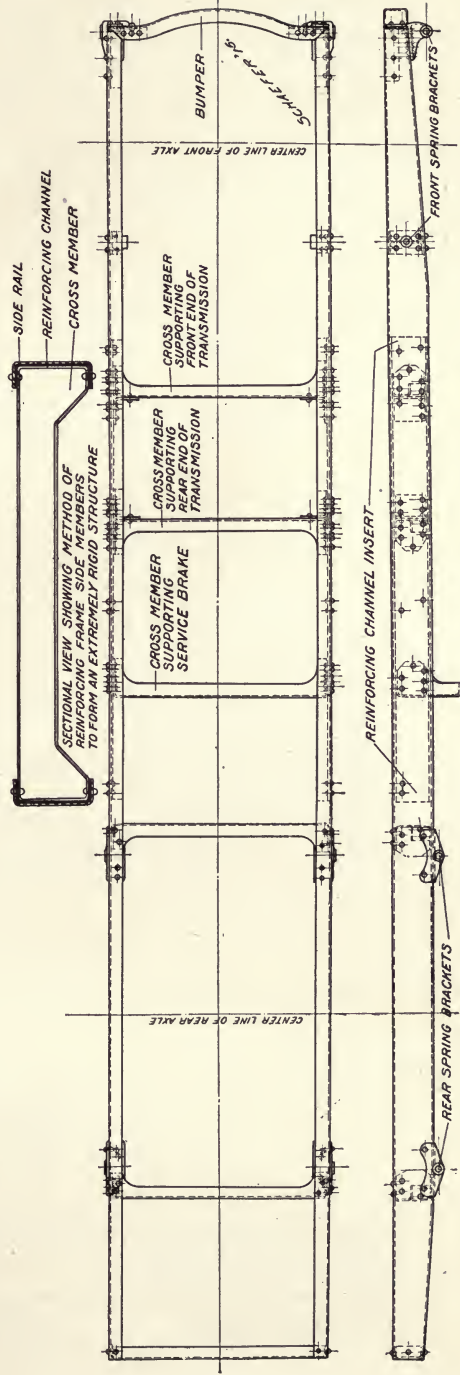 SIDE RAIL
REINFORCING CHANNEL
CROSS MEMBER
SECTIONAL VIEW SHOWING METHOD OF
REINFORCING FRAME SIDE MEMBERS
TO FORM AN EXTREMELY RIGID STRUCTURE
BUMPER
SCHAEFER, '19.
CENTER LINE OF FRONT AXLE
CROSS MEMBER
SUPPORTING
FRONT END OF
TRANSMISSION
CROSS MEMBER
SUPPORTING
REAR END OF
TRANSMISSION
CROSS MEMBER
SUPPORTING
SERVICE BRAKE
CENTER LINE OF REAR AXLE
FRONT SPRING BRACKETS
REINFORCING CHANNEL INSERT
REAR SPRING BRACKETS